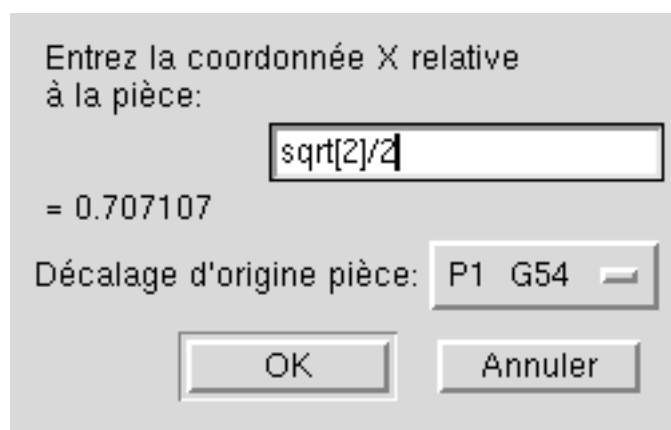 Entrez la coordonnée X relative
à la pièce:
sqrt[2]/2
= 0.707107
Décalage d'origine pièce: P1 G54
OK Annuler